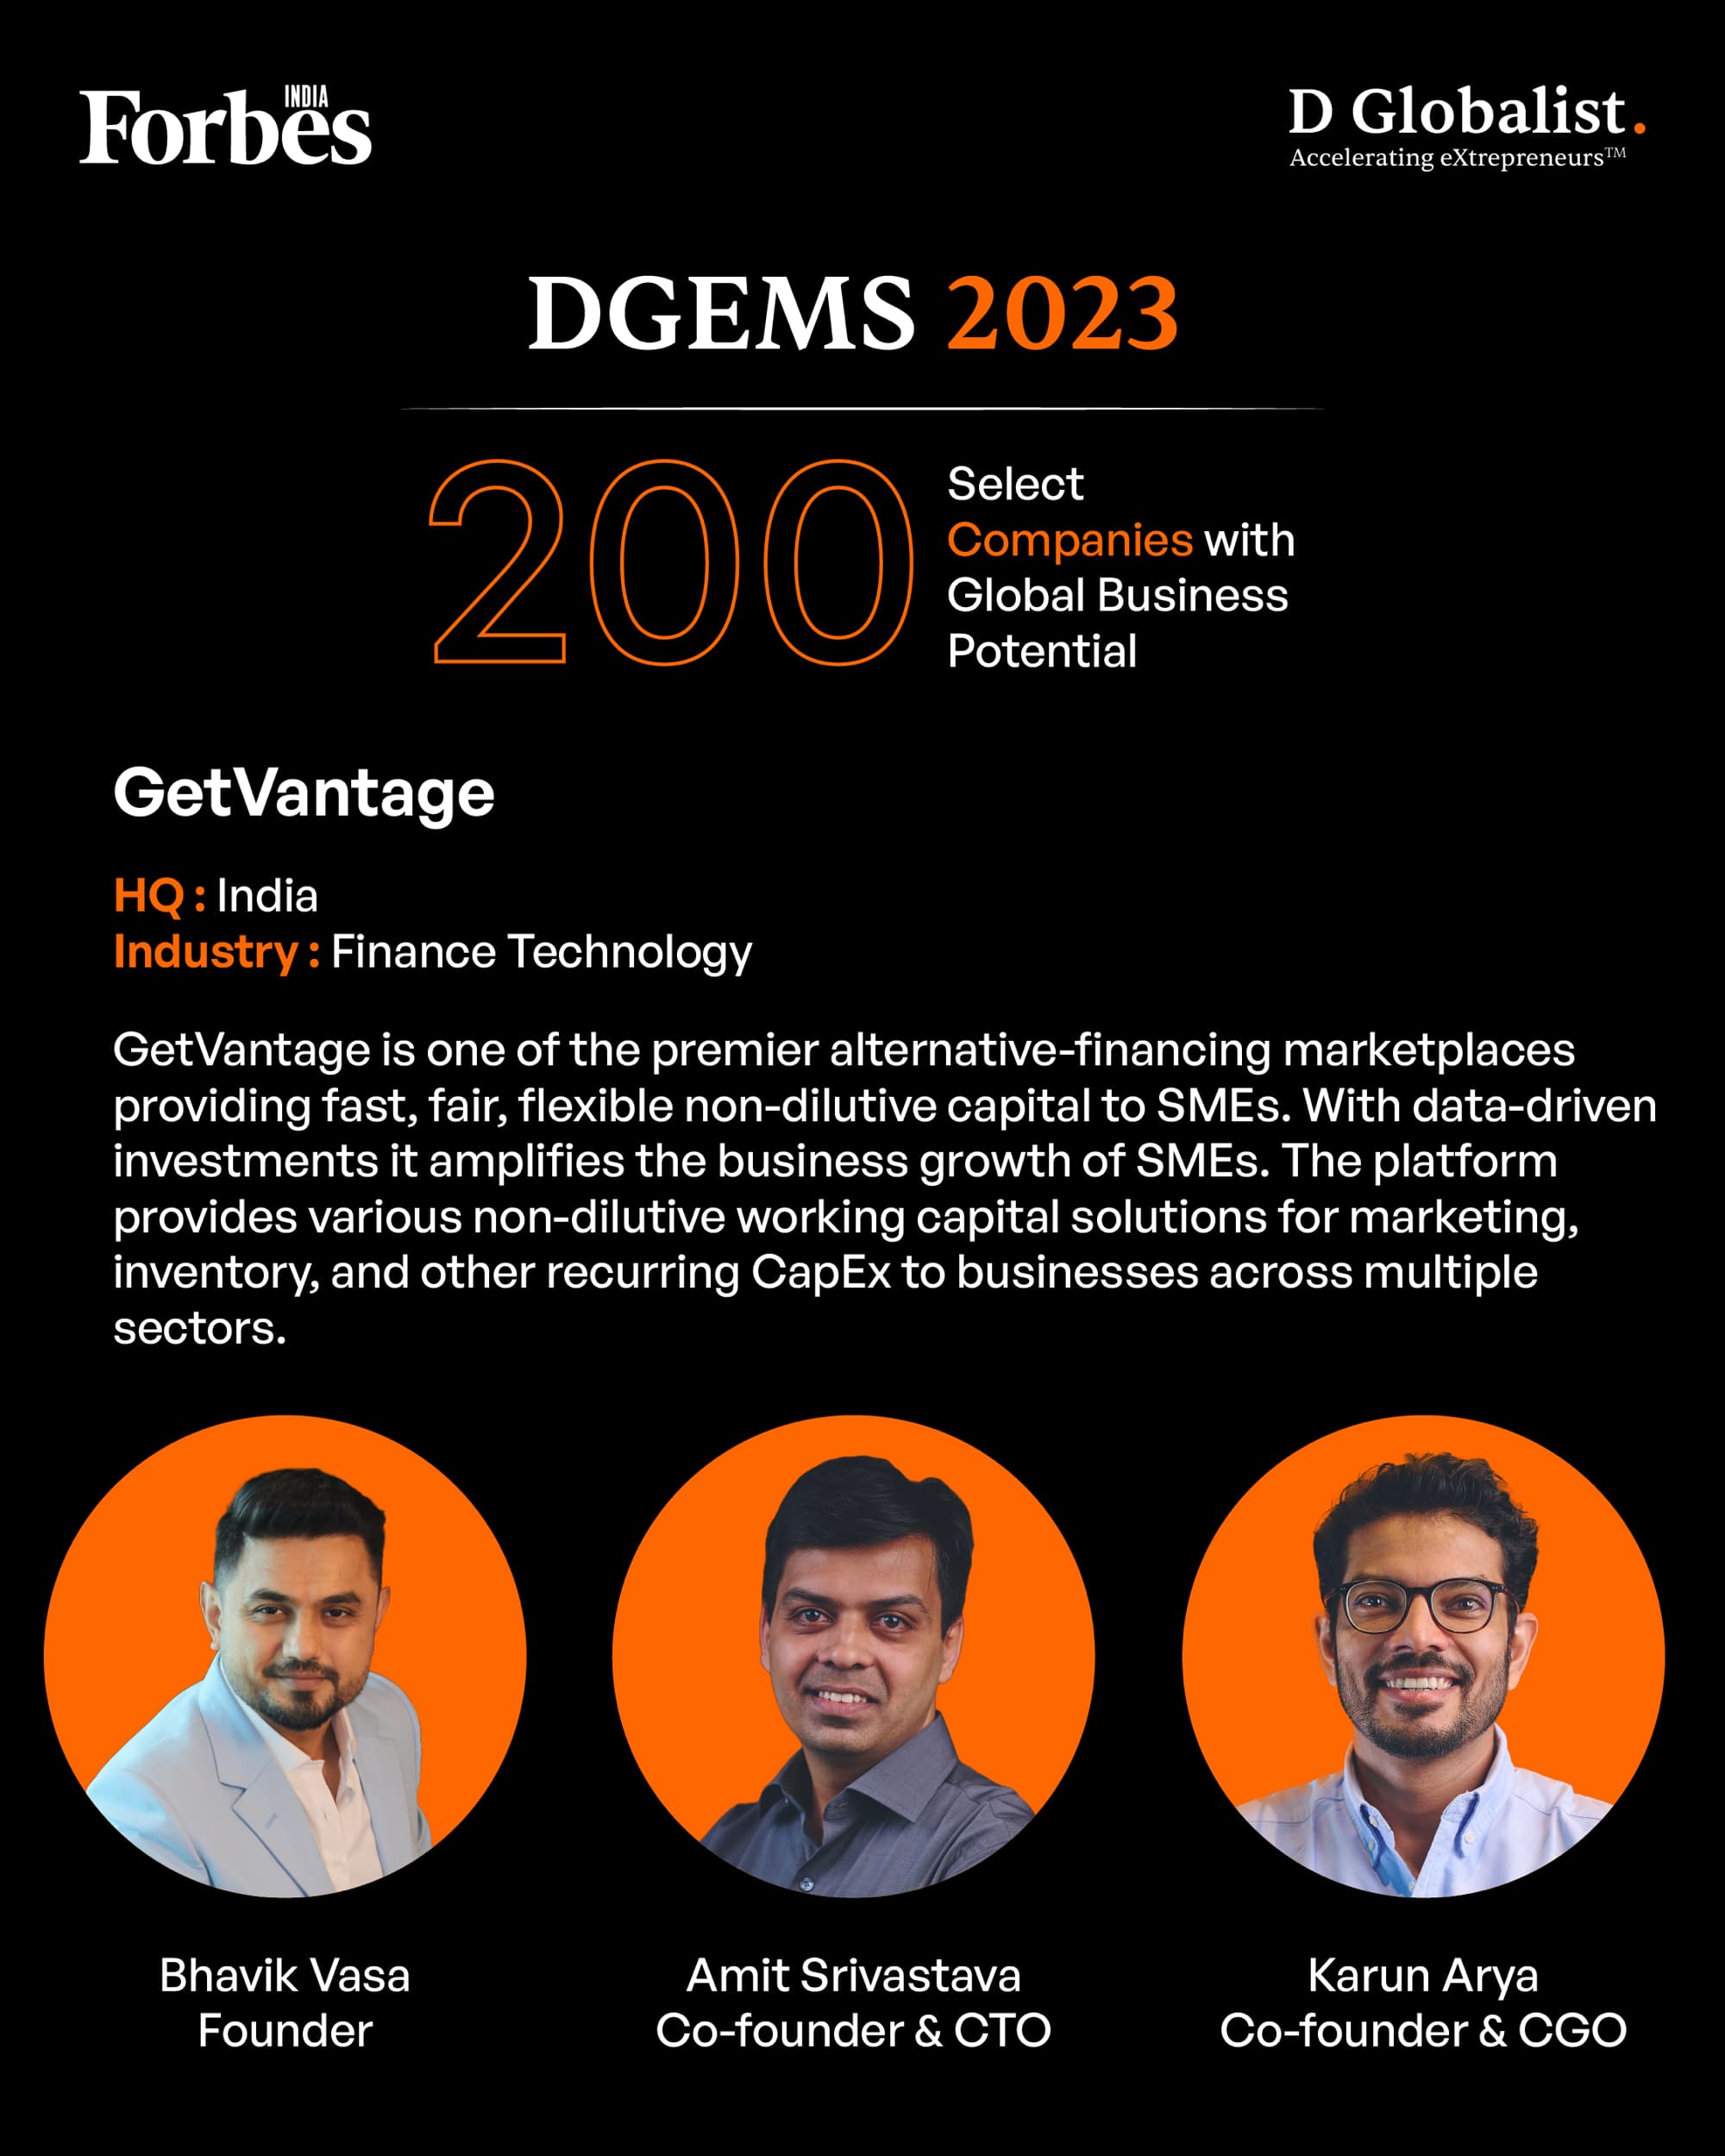 Forbes
INDIA
D Globalist.
Accelerating eXtrepreneurs™
DGEMS 2023
200
Select
Companies with
Global Business
Potential
GetVantage
HQ : India
Industry : Finance Technology
GetVantage is one of the premier alternative-financing marketplaces
providing fast, fair, flexible non-dilutive capital to SMEs. With data-driven
investments it amplifies the business growth of SMEs. The platform
provides various non-dilutive working capital solutions for marketing,
inventory, and other recurring CapEx to businesses across multiple
sectors.
Bhavik Vasa
Founder
Amit Srivastava
Co-founder & CTO
Karun Arya
Co-founder & CGO